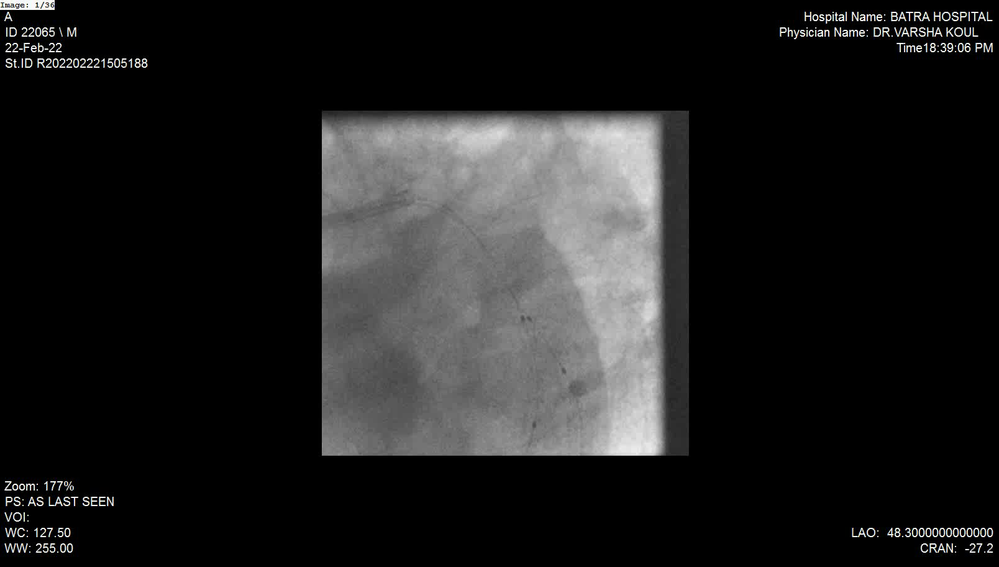 Image: 1/36
A
ID 22065 \ M
22-Feb-22
St.ID R202202221505188
Hospital Name: BATRA HOSPITAL
Physician Name: DR.VARSHA KOUL
Time18:39:06 PM
Zoom: 177%
PS: AS LAST SEEN
VOI:
WC: 127.50
WW: 255.00
LAO: 48.3000000000000
CRAN: -27.2